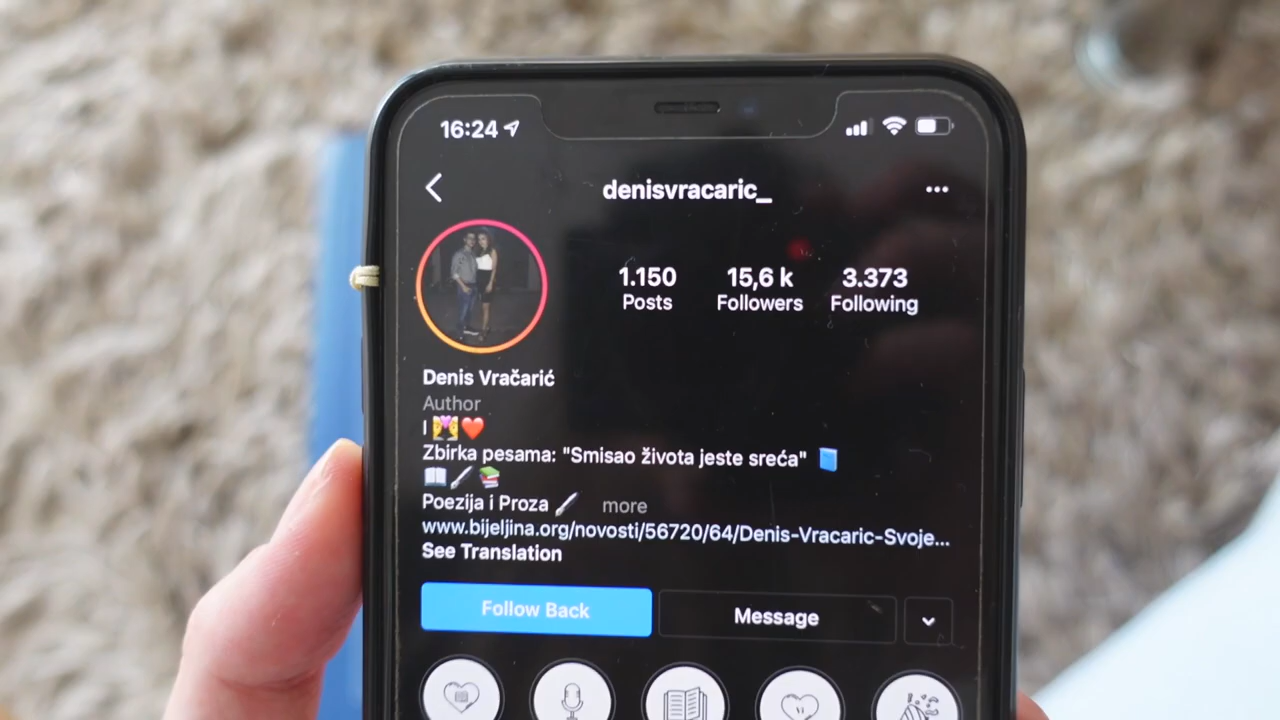 16:24
denisvracaric_
1.150 15,6 k 3.373
Posts Followers Following
Denis Vračarić
Author
I 👯❤️
Zbirka pesama: "Smisao života jeste sreća" 📘
📖🖌️📚
Poezija i Proza 🖌️ more
www.bijeljina.org/novosti/56720/64/Denis-Vracaric-Svoje...
See Translation
Follow Back Message